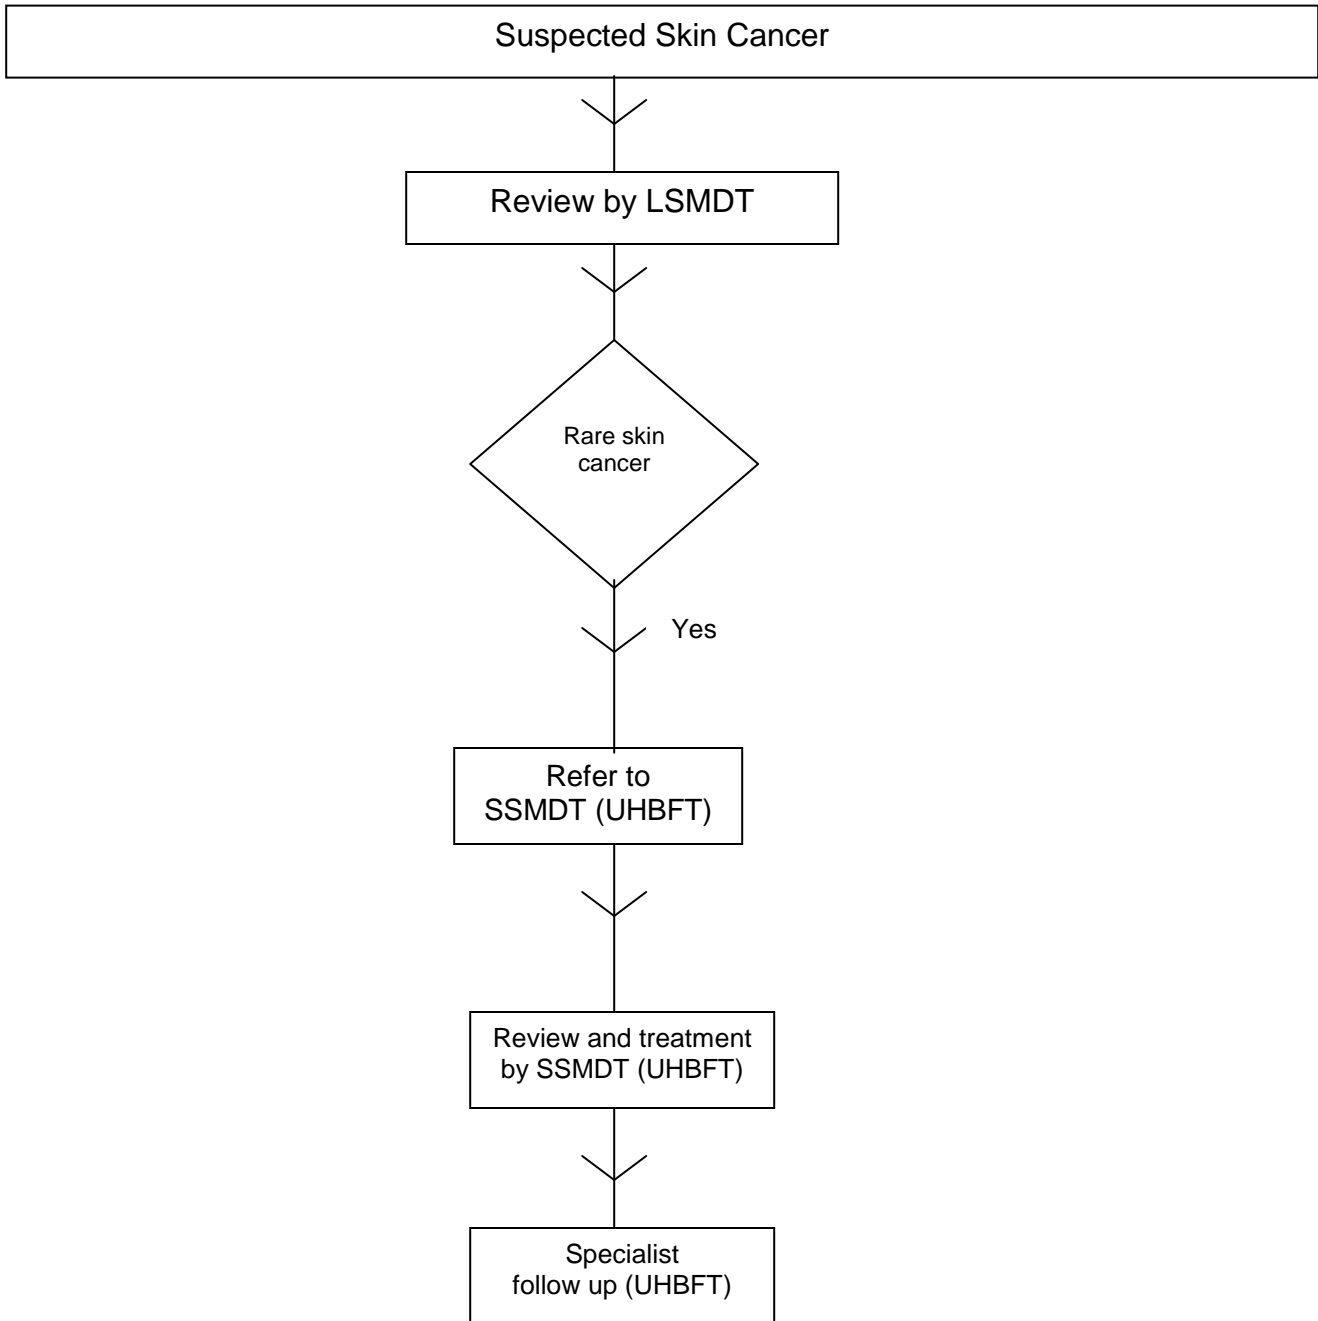 Suspected Skin Cancer
Review by LSMDT
Rare skin
cancer
Yes
Refer to
SSMDT (UHBFT)
Review and treatment
by SSMDT (UHBFT)
Specialist
follow up (UHBFT)